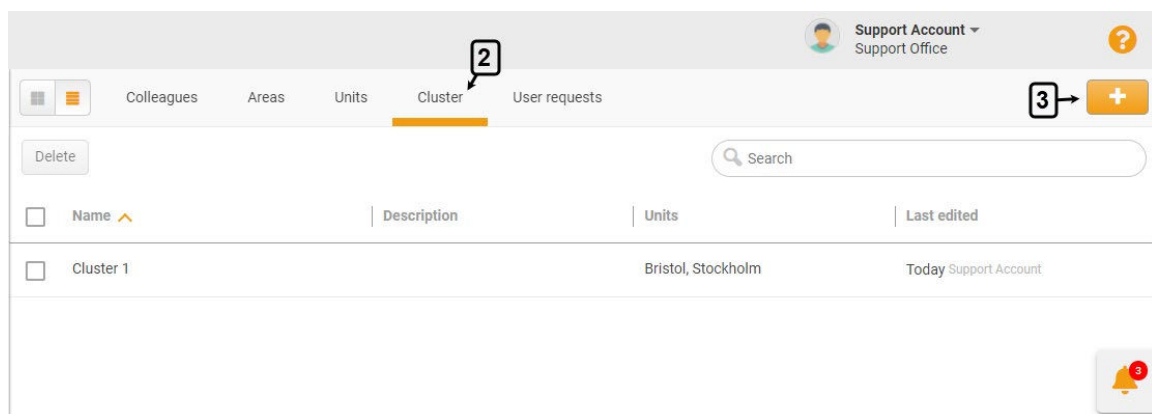 Support Account
Support Office
?
2
Colleagues Areas Units Cluster User requests
3 +
Delete
Search
Name Description Units Last edited
Cluster 1 Bristol, Stockholm Today Support Account
3